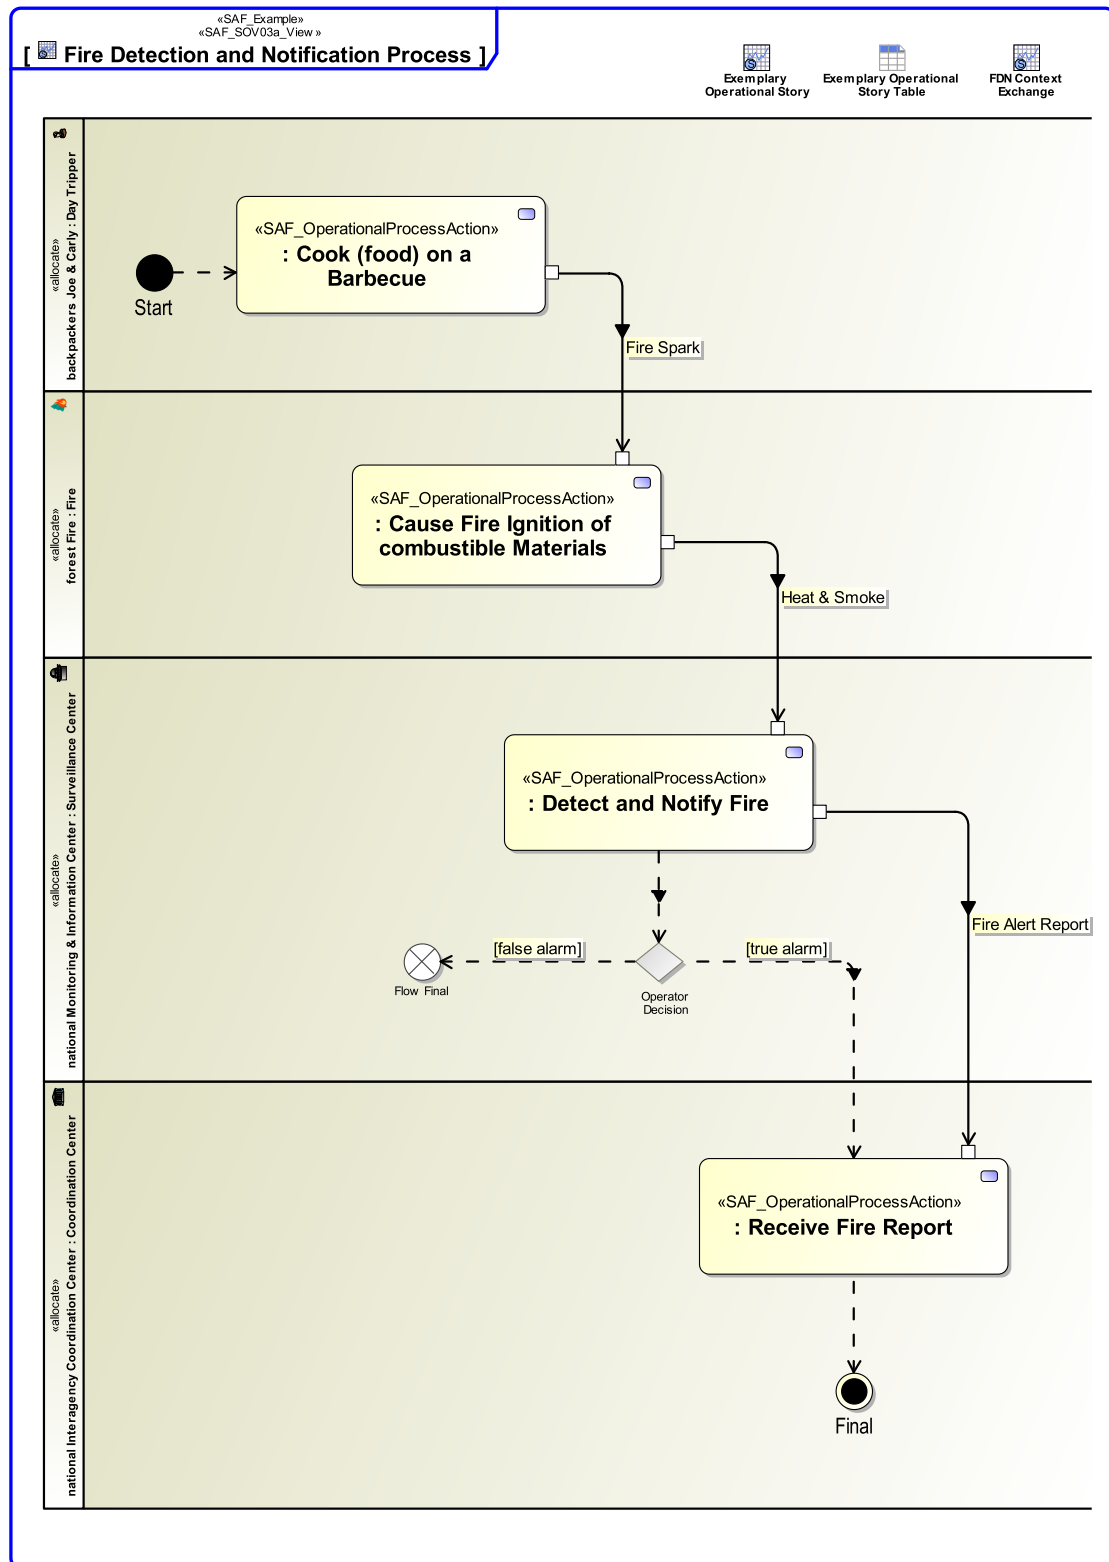 «SAF_Example»
«SAF_SOV03a_View »
[ Fire Detection and Notification Process ]
Exemplary
Operational Story
Exemplary Operational
Story Table
FDN Context
Exchange
«allocate»
backpackers Joe & Carly : Day Tripper
Start
«SAF_OperationalProcessAction»
: Cook (food) on a
Barbecue
Fire Spark
«allocate»
forest Fire : Fire
«SAF_OperationalProcessAction»
: Cause Fire Ignition of
combustible Materials
Heat & Smoke
«allocate»
national Monitoring & Information Center : Surveillance Center
«SAF_OperationalProcessAction»
: Detect and Notify Fire
Fire Alert Report
[false alarm]
[true alarm]
Flow Final
Operator
Decision
«allocate»
national Interagency Coordination Center : Coordination Center
«SAF_OperationalProcessAction»
: Receive Fire Report
Final